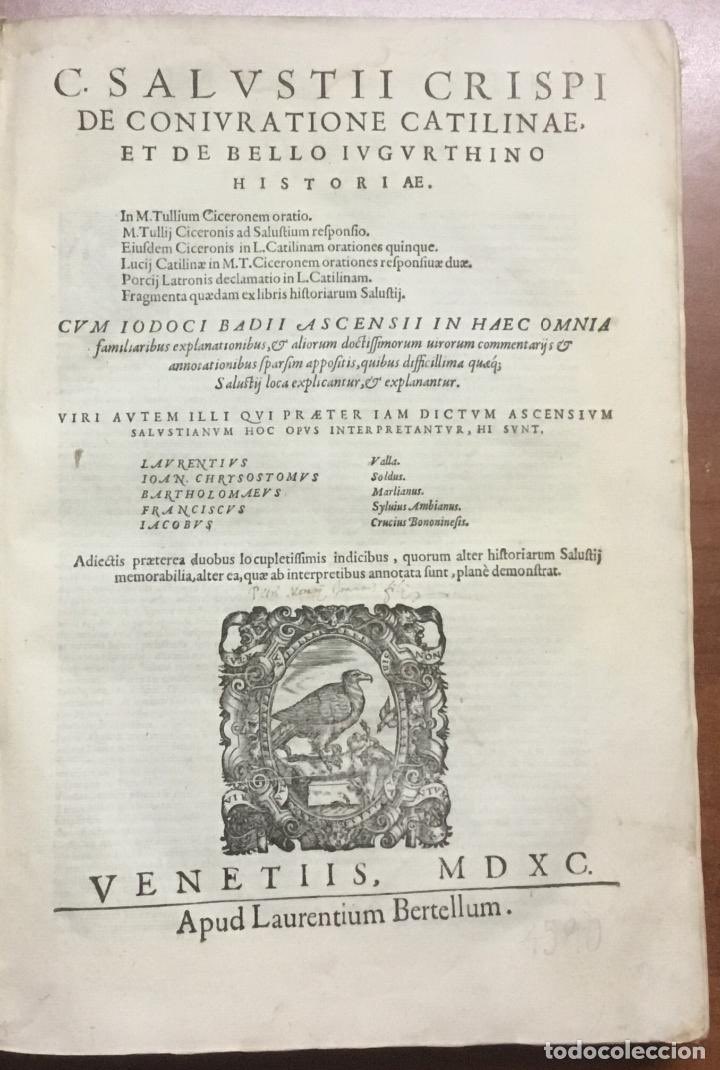 C. SALVSTII CRISPI
DE CONIVRATIONE CATILINAE,
ET DE BELLO IVGVRTHINO
HISTORIAE.
In M. Tullium Ciceronem oratio.
M. Tullij Ciceronis ad Salustium responsio.
Eiusdem Ciceronis in L. Catilinam orationes quinque.
Lucij Catilinæ in M. T. Ciceronem orationes responsiuæ duæ.
Porcij Latronis declamatio in L. Catilinam.
Fragmenta quædam ex libris historiarum Salustij.
CVM IODOCI BADII ASCENSII IN HAEC OMNIA
familiaribus explanationibus, & aliorum doctissimorum uirorum commentarijs &
annotationibus sparsim appositis, quibus difficillima quæq;
Salustij loca explicantur, & explanantur.
VIRI AVTEM ILLI QVI PRÆTER IAM DICTVM ASCENSIVM
SALVSTIANVM HOC OPVS INTERPRETANTVR, HI SVNT.
LAVRENTIVS Valla.
IOAN. CHRYSOSTOMVS Soldus.
BARTHOLOMAEVS Marlianus.
FRANCISCVS Syluius Ambianus.
IACOBVS Crucius Bononinēsis.
Adiectis præterea duobus locupletissimis indicibus, quorum alter historiarum Salustij
memorabilia, alter ea, quæ ab interpretibus annotata sunt, planè demonstrat.
NON
VENETIIS, MDXC.
Apud Laurentium Bertellum.
todocoleccion